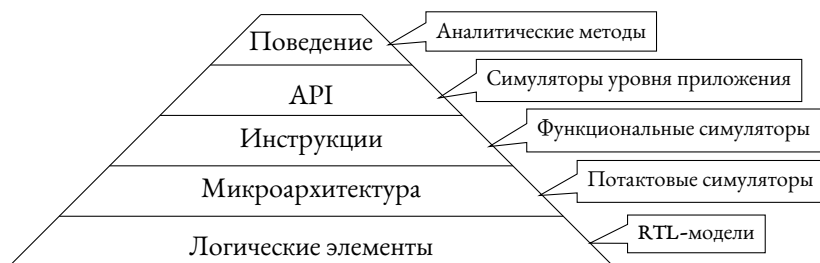 Поведение
Аналитические методы
API
Симуляторы уровня приложения
Инструкции
Функциональные симуляторы
Микроархитектура
Потактовые симуляторы
Логические элементы
RTL-модели